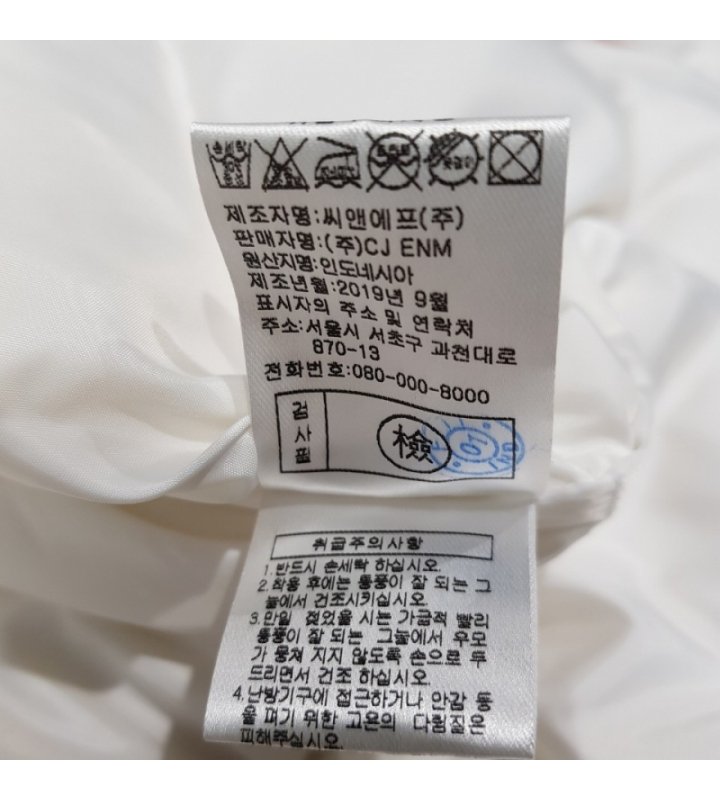 제조자명:씨앤에프(주)
판매자명:(주)CJ ENM
원산지명:인도네시아
제조년월:2019년 9월
표시자의 주소 및 연락처
주소:서울시 서초구 과천대로
870-13
전화번호:080-000-8000
검사필
檢
취급주의사항
1.반드시 손세탁 하십시오.
2.착용 후에는 통풍이 잘 되는 그
늘에서 건조시키십시오.
3.만일 젖었을 시는 가급적 빨리
통풍이 잘 되는 그늘에서 우모
가 뭉쳐 지지 않도록 손으로 두
드리면서 건조 하십시오.
4.난방기구에 접근하거나 안감 등
을 펴기 위한 고온의 다림질은
피해주십시오.